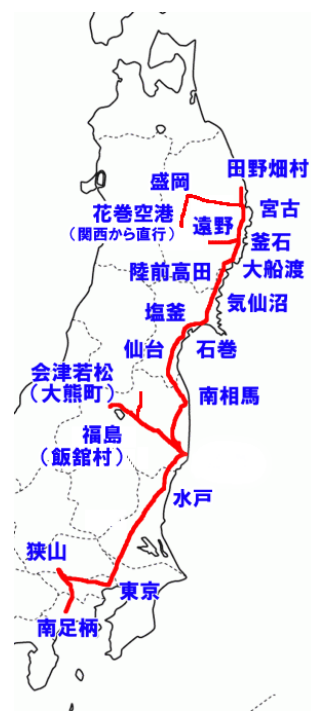 田野畑村
盛岡
宮古
花巻空港
（関西から直行）
遠野
釜石
大船渡
陸前高田
気仙沼
塩釜
仙台
石巻
会津若松
（大熊町）
南相馬
福島
（飯舘村）
水戸
狭山
東京
南足柄